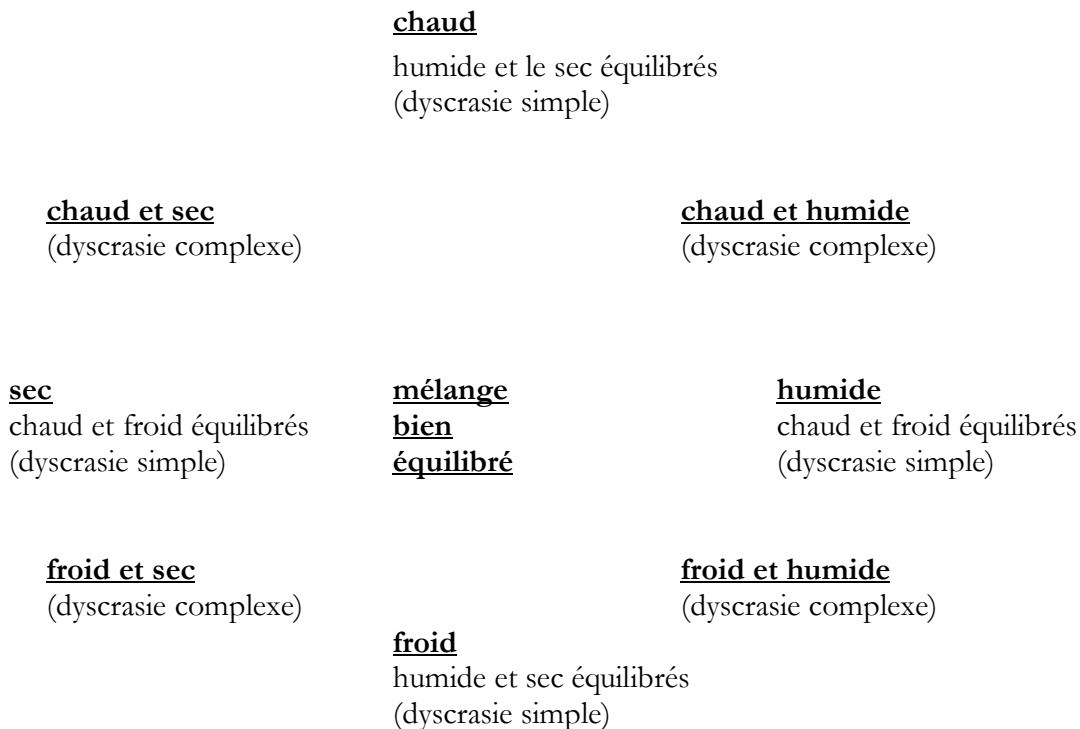 chaud
humide et le sec équilibrés
(dyscrasie simple)
chaud et sec
(dyscrasie complexe)
chaud et humide
(dyscrasie complexe)
sec
chaud et froid équilibrés
(dyscrasie simple)
mélange
bien
équilibré
humide
chaud et froid équilibrés
(dyscrasie simple)
froid et sec
(dyscrasie complexe)
froid et humide
(dyscrasie complexe)
froid
humide et sec équilibrés
(dyscrasie simple)